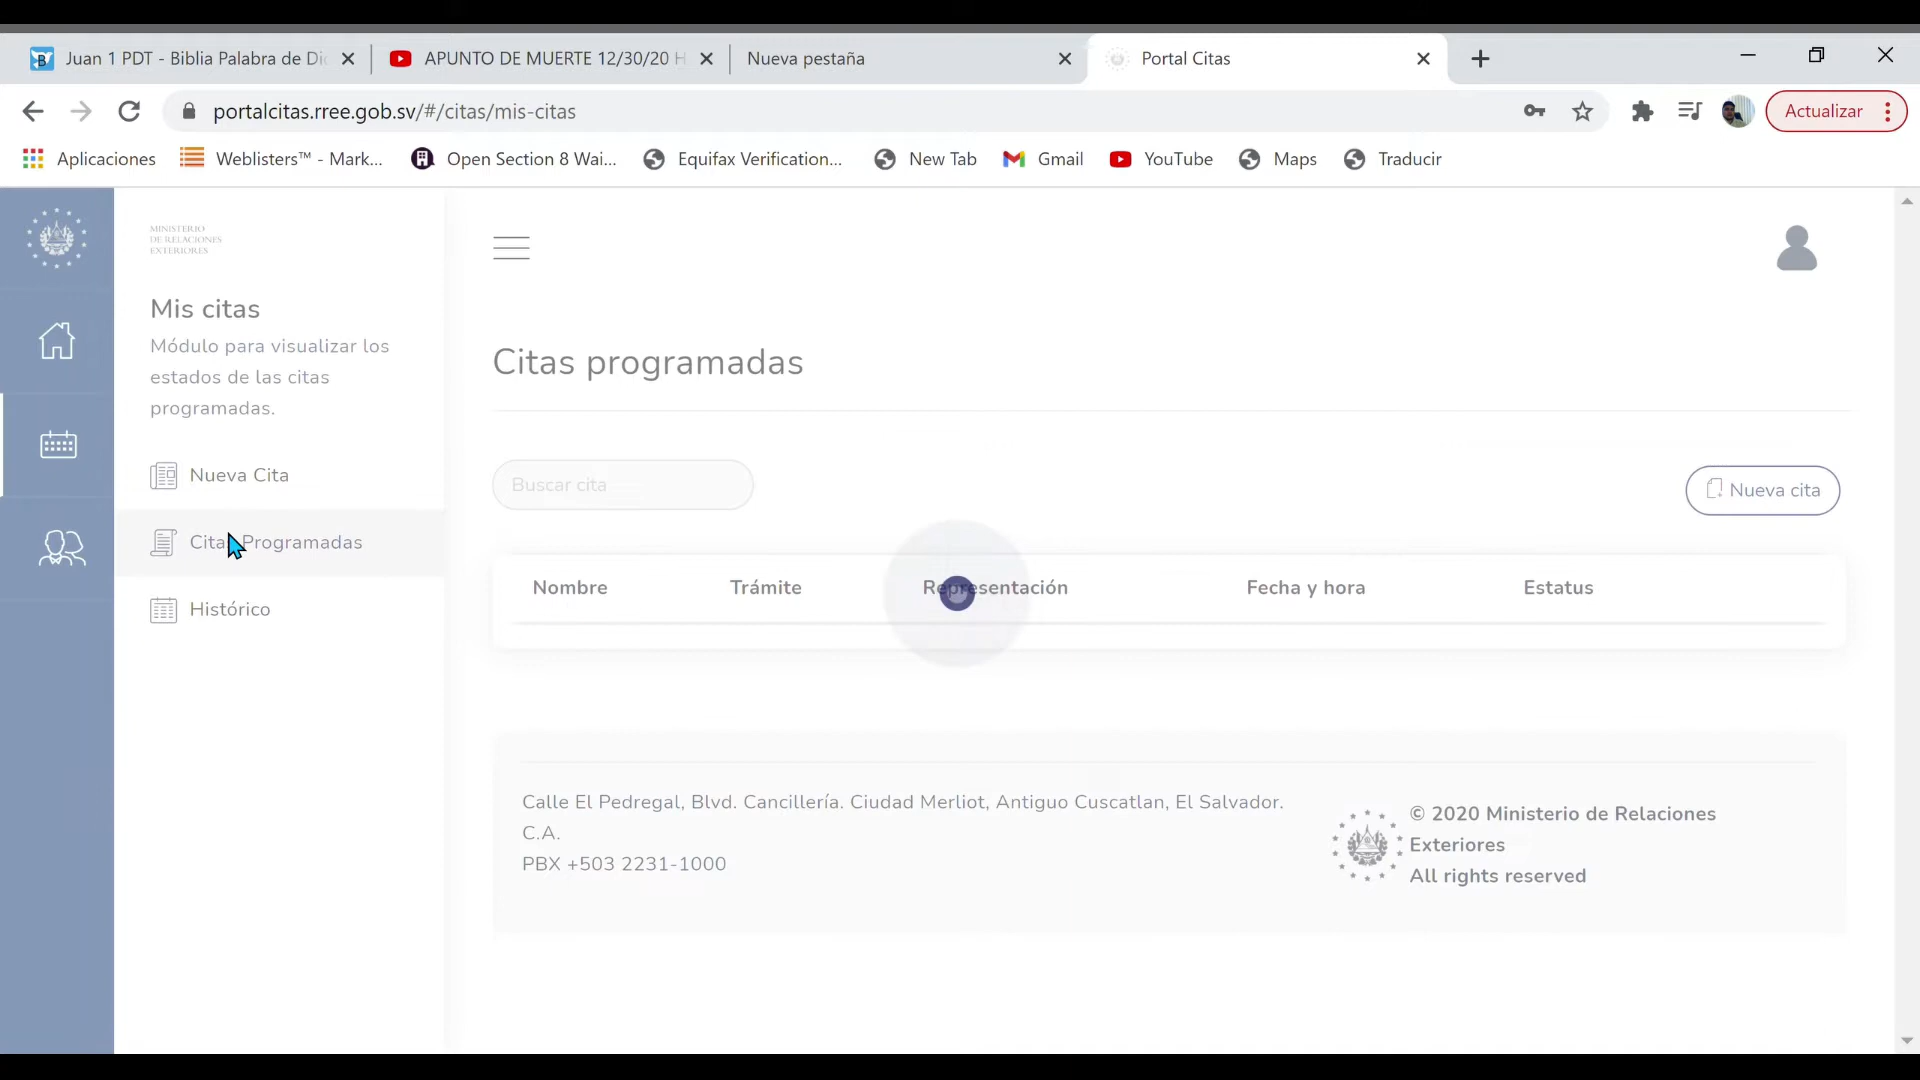 Juan 1 PDT - Biblia Palabra de Di
APUNTO DE MUERTE 12/30/20 H
Nueva pestaña
Portal Citas
portalcitas.rree.gob.sv/#/citas/mis-citas
Actualizar
Aplicaciones
Weblisters™ - Mark...
Open Section 8 Wai...
Equifax Verification...
New Tab
Gmail
YouTube
Maps
Traducir
MINISTERIO
DE RELACIONES
EXTERIORES
Mis citas
Módulo para visualizar los
estados de las citas
programadas.
Nueva Cita
Citas Programadas
Histórico
Citas programadas
Buscar cita
Nueva cita
Nombre
Trámite
Representación
Fecha y hora
Estatus
Calle El Pedregal, Blvd. Cancillería. Ciudad Merliot, Antiguo Cuscatlan, El Salvador.
C.A.
PBX +503 2231-1000
© 2020 Ministerio de Relaciones
Exteriores
All rights reserved